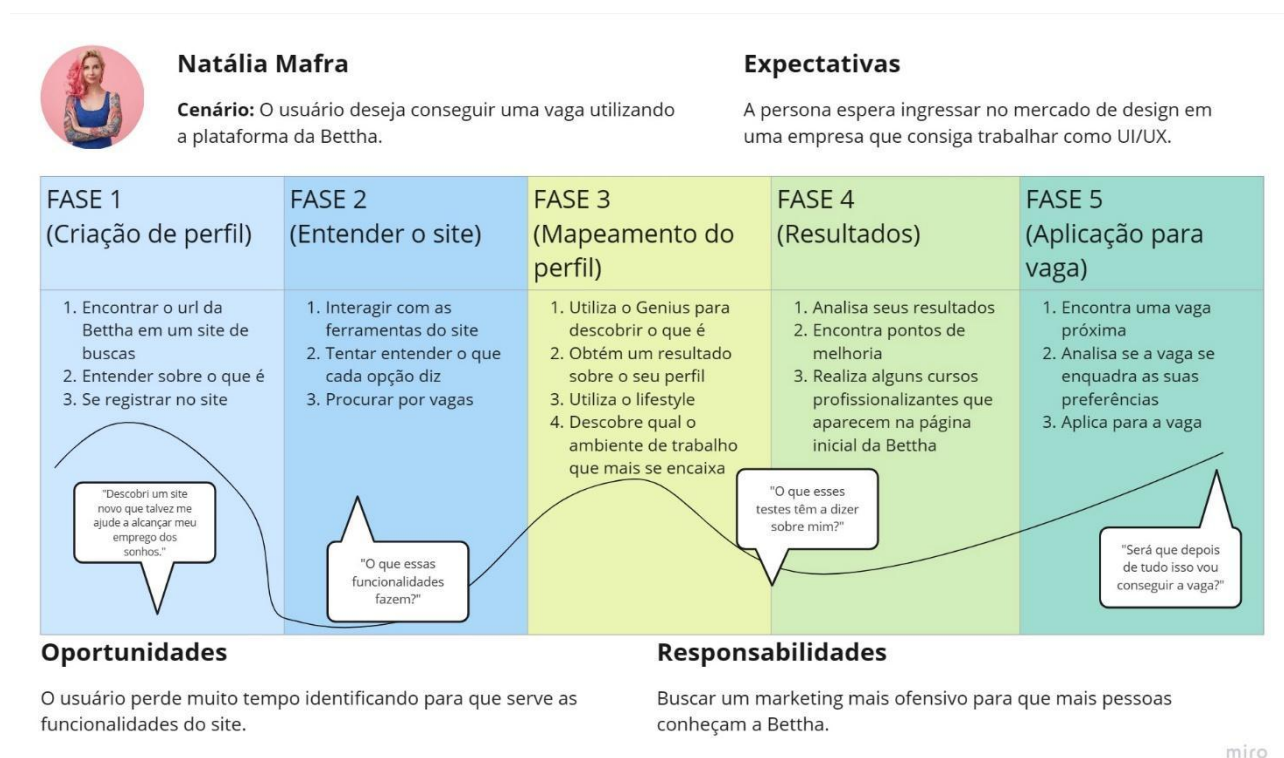 Natália Mafra
Cenário: O usuário deseja conseguir uma vaga utilizando
a plataforma da Bettha.
Expectativas
A persona espera ingressar no mercado de design em
uma empresa que consiga trabalhar como UI/UX.
FASE 1
(Criação de perfil)
1. Encontrar o url da
Bettha em um site de
buscas
2. Entender sobre o que é
3. Se registrar no site
"Descobri um site
novo que talvez me
ajude a alcançar meu
emprego dos
sonhos."
FASE 2
(Entender o site)
1. Interagir com as
ferramentas do site
2. Tentar entender o que
cada opção diz
3. Procurar por vagas
"O que essas
funcionalidades
fazem?"
FASE 3
(Mapeamento do
perfil)
1. Utiliza o Genius para
descobrir o que é
2. Obtém um resultado
sobre o seu perfil
3. Utiliza o lifestyle
4. Descobre qual o
ambiente de trabalho
que mais se encaixa
FASE 4
(Resultados)
1. Analisa seus resultados
2. Encontra pontos de
melhoria
3. Realiza alguns cursos
profissionalizantes que
aparecem na página
inicial da Bettha
"O que esses
testes têm a dizer
sobre mim?"
FASE 5
(Aplicação para
vaga)
1. Encontra uma vaga
próxima
2. Analisa se a vaga se
enquadra as suas
preferências
3. Aplica para a vaga
"Será que depois
de tudo isso vou
conseguir a vaga?"
Oportunidades
O usuário perde muito tempo identificando para que serve as
funcionalidades do site.
Responsabilidades
Buscar um marketing mais ofensivo para que mais pessoas
conheçam a Bettha.
miro